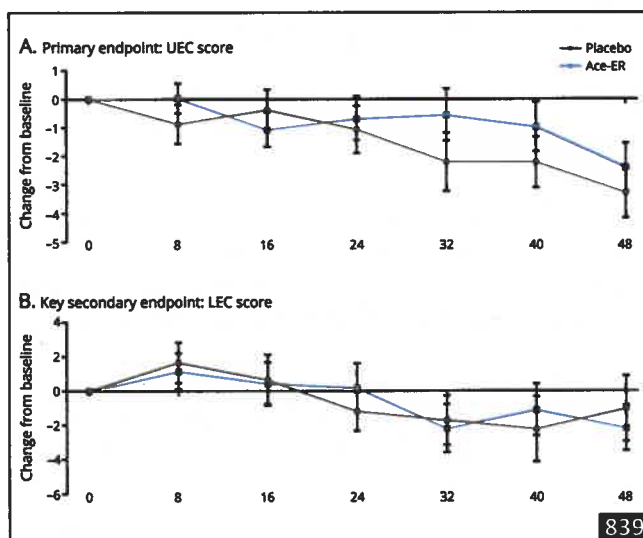 A. Primary endpoint: UEC score
Placebo
Ace-ER
Change from baseline
1
0
-1
-2
-3
-4
-5
0 8 16 24 32 40 48
B. Key secondary endpoint: LEC score
Change from baseline
4
2
0
-2
-4
-6
0 8 16 24 32 40 48
839